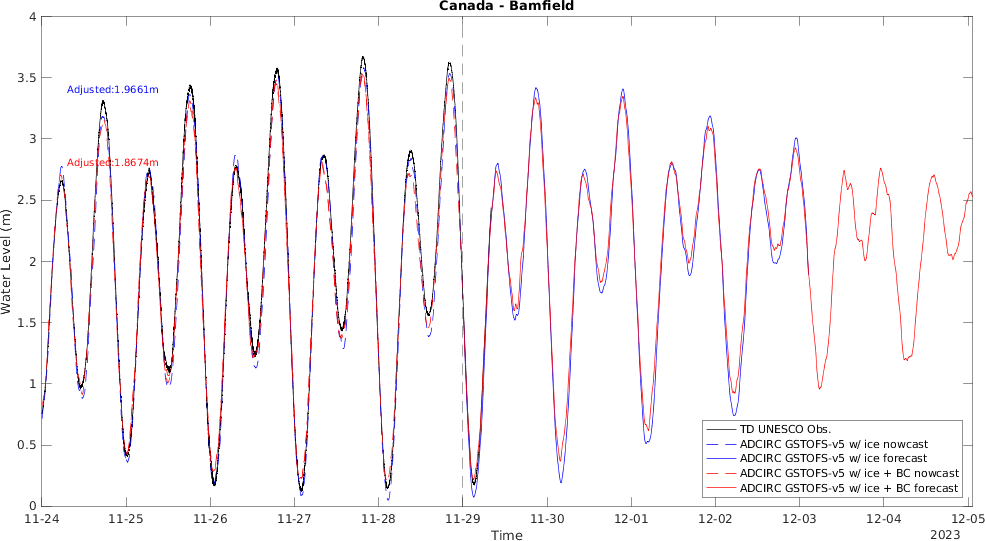 Canada - Bamfield
Water Level (m)
4
3.5
3
2.5
2
1.5
1
0.5
0
Adjusted:1.9661m
Adjusted:1.8674m
TD UNESCO Obs.
ADCIRC GSTOFS-v5 w/ ice nowcast
ADCIRC GSTOFS-v5 w/ ice forecast
ADCIRC GSTOFS-v5 w/ ice + BC nowcast
ADCIRC GSTOFS-v5 w/ ice + BC forecast
11-24 11-25 11-26 11-27 11-28 11-29 11-30 12-01 12-02 12-03 12-04 12-05
Time
2023